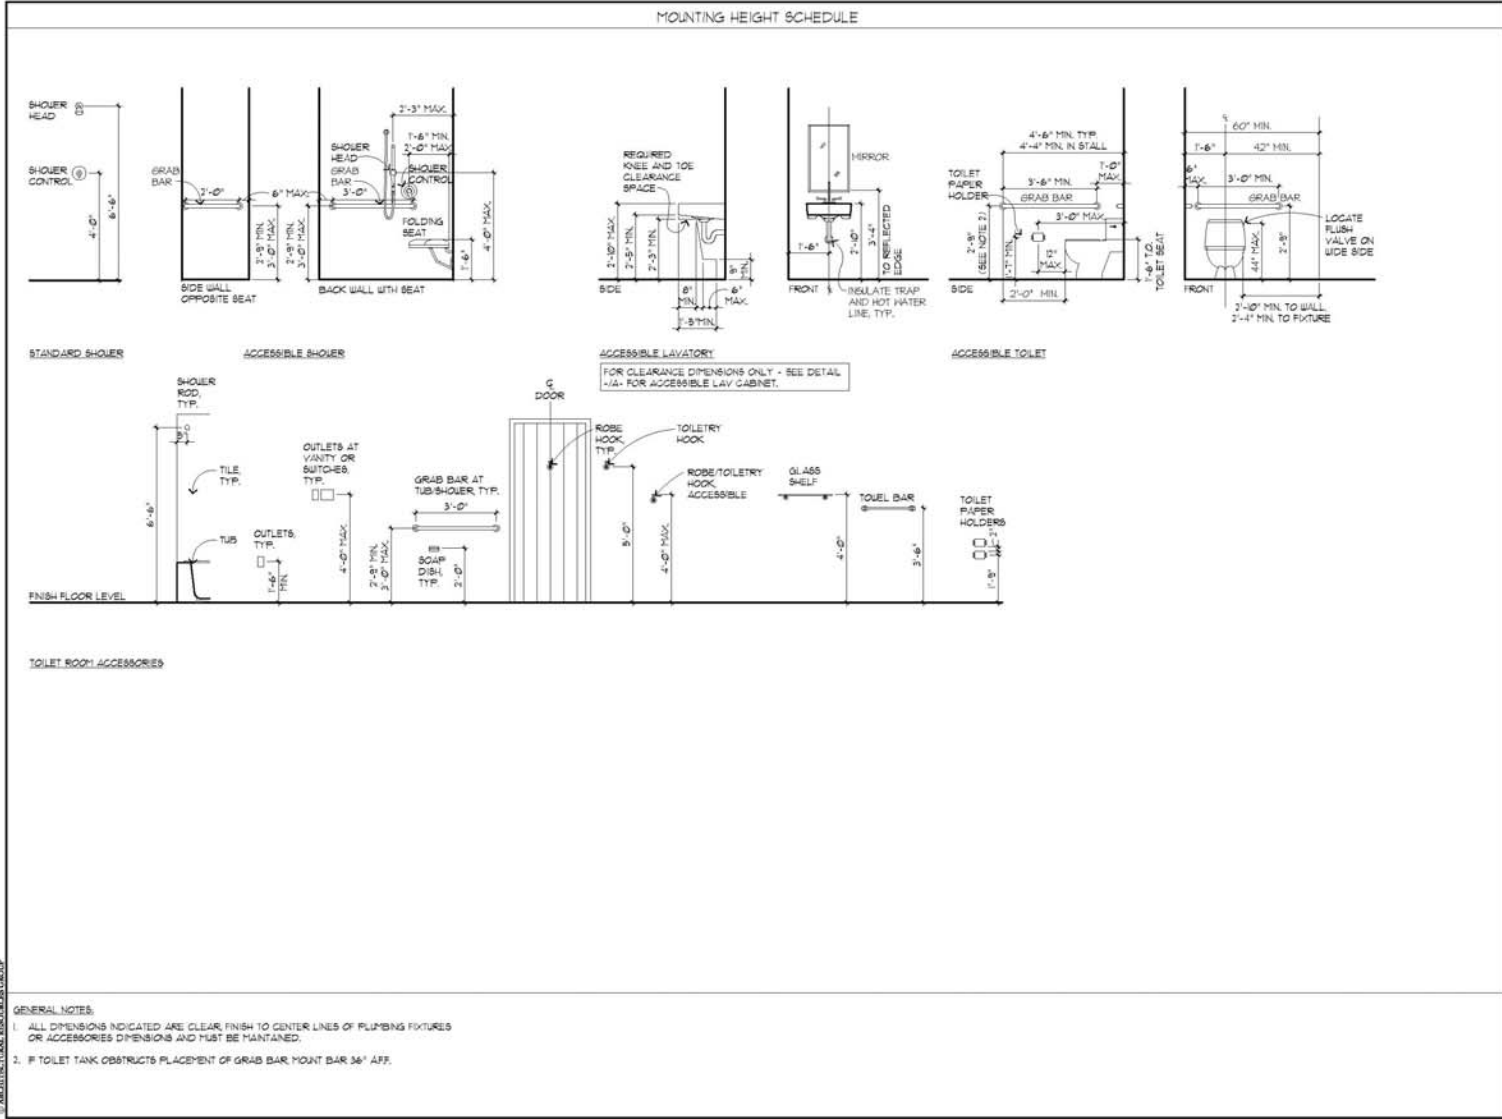 MOUNTING HEIGHT SCHEDULE
SHOWER
HEAD
SHOWER
CONTROL
4'-0"
6'-6"
STANDARD SHOWER
GRAB
BAR
2'-0"
6" MAX.
2'-9" MIN.
3'-0" MAX.
SIDE WALL
OPPOSITE SEAT
2'-9" MIN.
3'-0" MAX.
2'-3" MAX.
1'-6" MIN.
2'-0" MAX.
SHOWER
HEAD
GRAB
BAR
3'-0"
SHOWER
CONTROL
FOLDING
SEAT
1'-6"
4'-0" MAX.
BACK WALL WITH SEAT
ACCESSIBLE SHOWER
REQUIRED
KNEE AND TOE
CLEARANCE
SPACE
2'-10" MAX.
2'-5" MIN.
2'-3" MIN.
9"
MIN.
8"
MIN.
6"
MAX.
1'-5" MIN.
SIDE
MIRROR
1'-6"
2'-10"
3'-4"
TO REFLECTED
EDGE
FRONT
INSULATE TRAP
AND HOT WATER
LINE, TYP.
ACCESSIBLE LAVATORY
FOR CLEARANCE DIMENSIONS ONLY - SEE DETAIL
-/A- FOR ACCESSIBLE LAV CABINET.
4'-6" MIN. TYP.
4'-4" MIN. IN STALL
1'-0"
MAX.
TOILET
PAPER
HOLDER
3'-6" MIN.
GRAB BAR
3'-0" MAX.
2'-9"
(SEE NOTE 2)
1'-7" MIN.
MAX.
2'-0" MIN.
1'-6" TO
TOILET SEAT
SIDE
60" MIN.
1'-6"
42" MIN.
6"
MAX.
3'-0" MIN.
GRAB BAR
LOCATE
FLUSH
VALVE ON
WIDE SIDE
44" MAX.
2'-9"
FRONT
2'-10" MIN. TO WALL
2'-4" MIN. TO FIXTURE
ACCESSIBLE TOILET
SHOWER
ROD,
TYP.
6'-6"
TILE,
TYP.
TUB
OUTLETS,
TYP.
1'-6"
MIN.
OUTLETS AT
VANITY OR
SWITCHES,
TYP.
4'-0" MAX.
GRAB BAR AT
TUB/SHOWER, TYP.
3'-0"
2'-9" MIN.
3'-0" MAX.
SOAP
DISH,
TYP.
2'-0"
DOOR
ROBE
HOOK,
TYP.
TOILETRY
HOOK
5'-0"
ROBE/TOILETRY
HOOK,
ACCESSIBLE
4'-0" MAX.
GLASS
SHELF
4'-0"
TOWEL BAR
3'-6"
TOILET
PAPER
HOLDERS
2"
1'-9"
FINISH FLOOR LEVEL
TOILET ROOM ACCESSORIES
GENERAL NOTES:
1. ALL DIMENSIONS INDICATED ARE CLEAR, FINISH TO CENTER LINES OF PLUMBING FIXTURES
OR ACCESSORIES DIMENSIONS AND MUST BE MAINTAINED.
2. IF TOILET TANK OBSTRUCTS PLACEMENT OF GRAB BAR, MOUNT BAR 36" AFF.